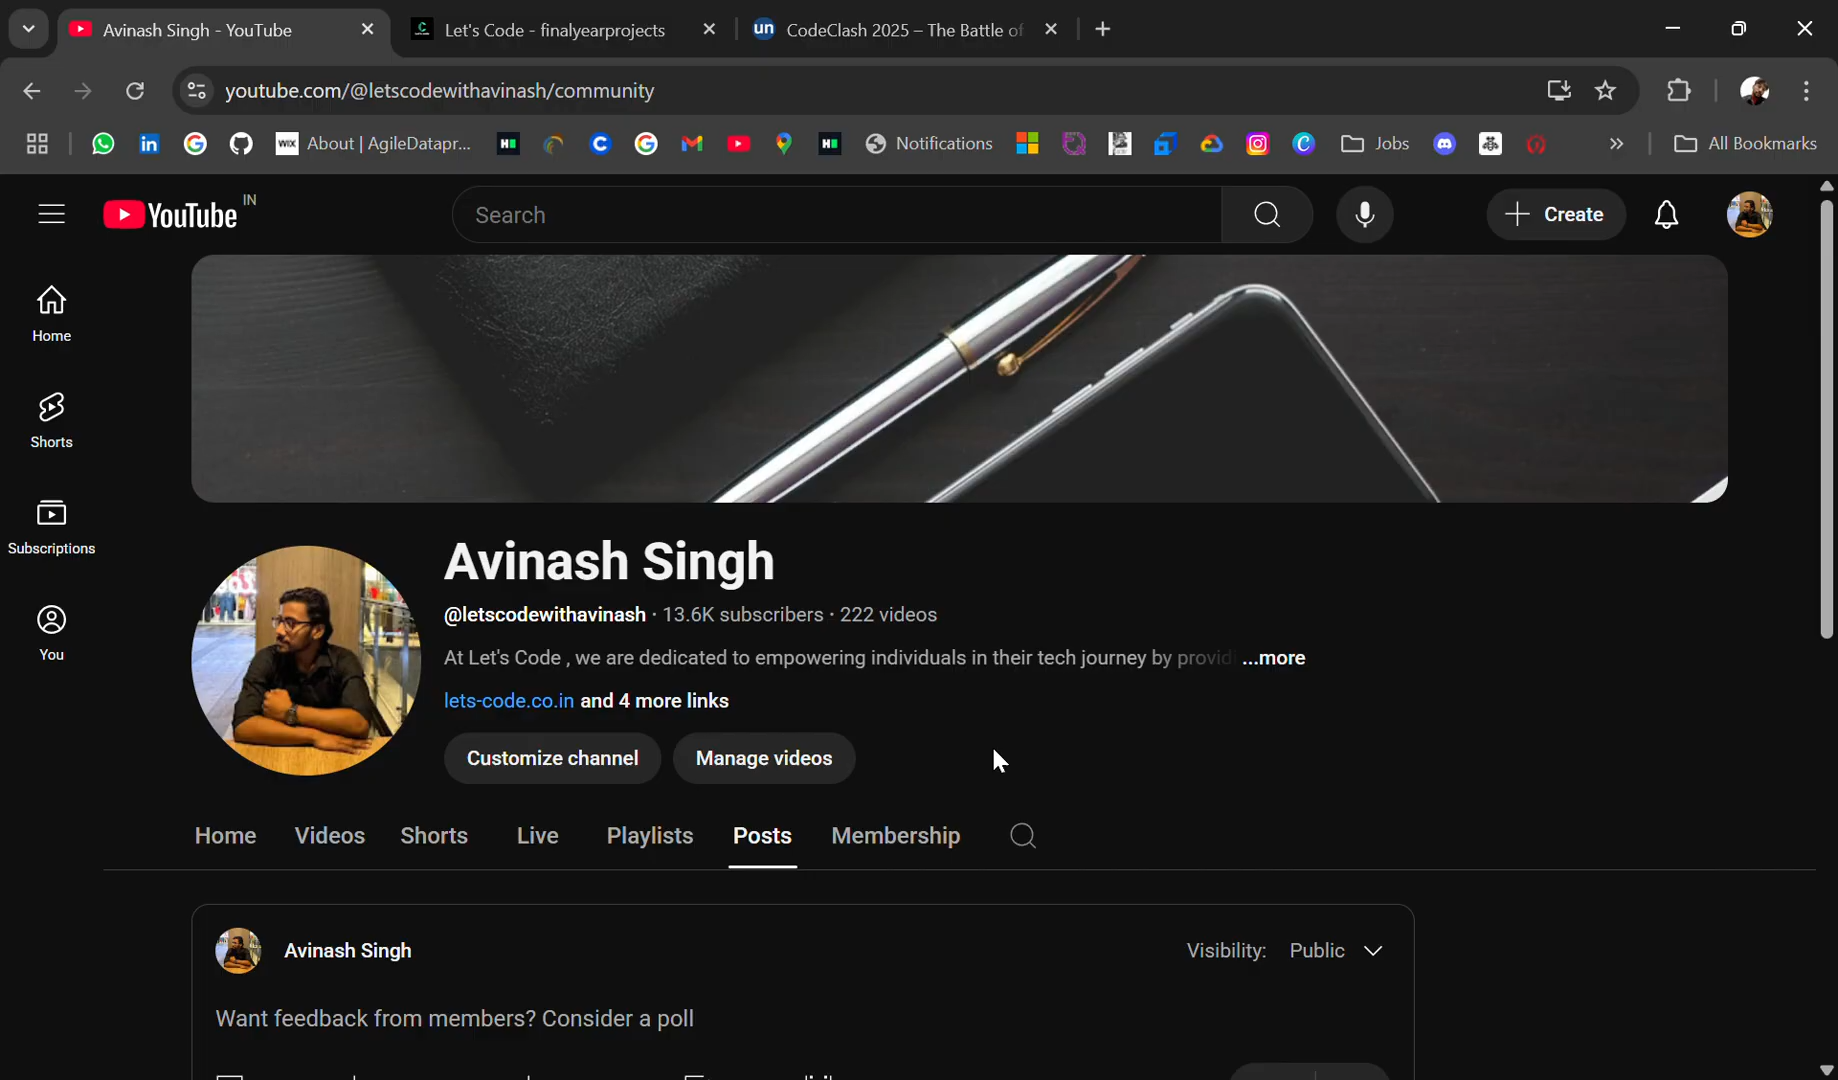 Avinash Singh - YouTube
Let's Code - finalyearprojects
un CodeClash 2025 – The Battle of
youtube.com/@letscodewithavinash/community
WIX About | AgileDatapr... Notifications Jobs All Bookmarks
YouTube IN
Search
Create
Home
Shorts
Subscriptions
You
Avinash Singh
@letscodewithavinash · 13.6K subscribers · 222 videos
At Let's Code , we are dedicated to empowering individuals in their tech journey by provid ...more
lets-code.co.in and 4 more links
Customize channel Manage videos
Home Videos Shorts Live Playlists Posts Membership
Avinash Singh Visibility: Public
Want feedback from members? Consider a poll